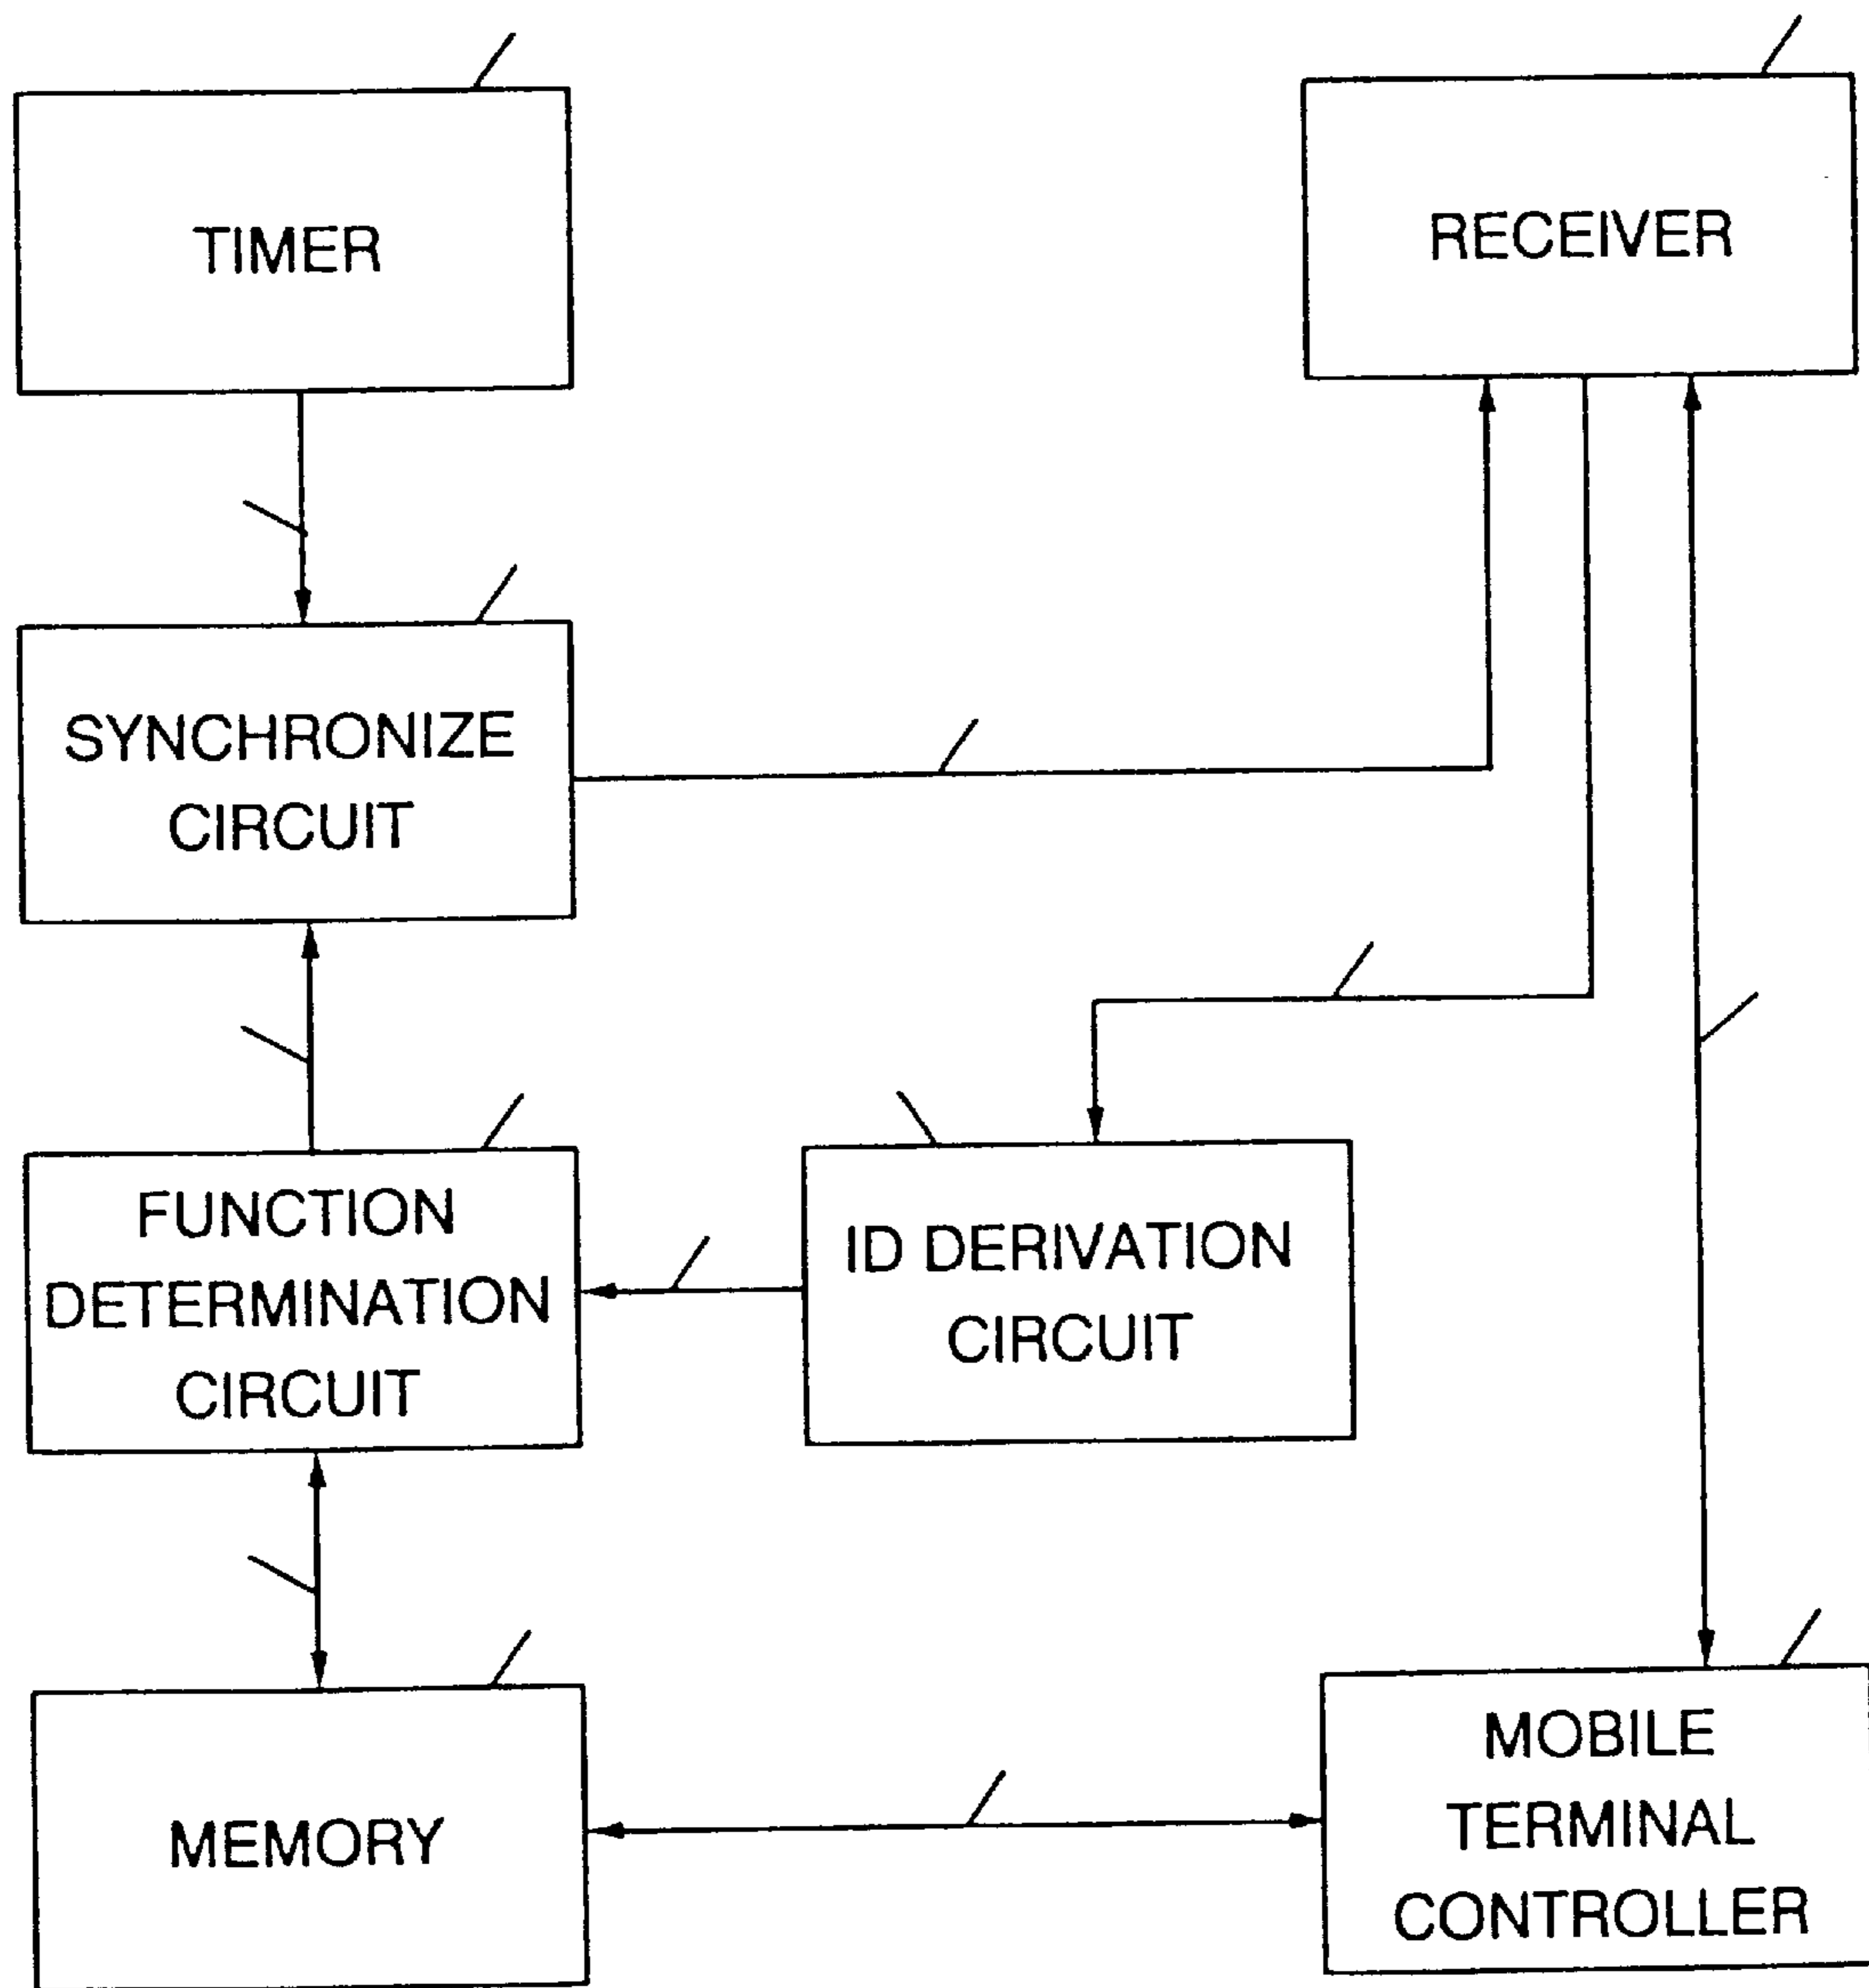 TIMER
RECEIVER
SYNCHRONIZE
CIRCUIT
FUNCTION
DETERMINATION
CIRCUIT
ID DERIVATION
CIRCUIT
MEMORY
MOBILE
TERMINAL
CONTROLLER